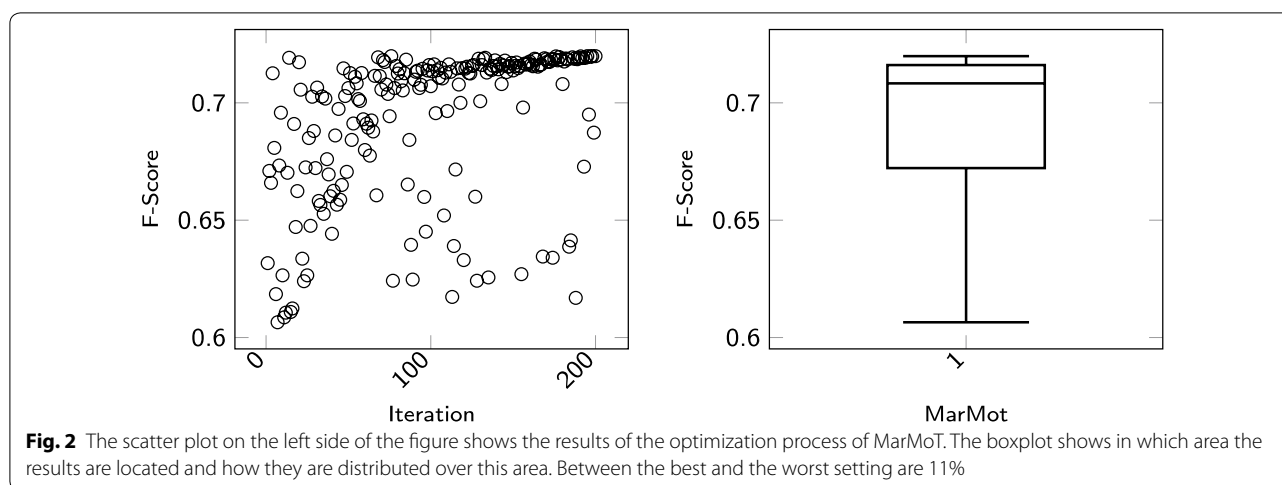 F-Score
0.7
0.65
0.6
0
100
200
Iteration
F-Score
0.7
0.65
0.6
1
MarMot
Fig. 2 The scatter plot on the left side of the figure shows the results of the optimization process of MarMoT. The boxplot shows in which area the
results are located and how they are distributed over this area. Between the best and the worst setting are 11%